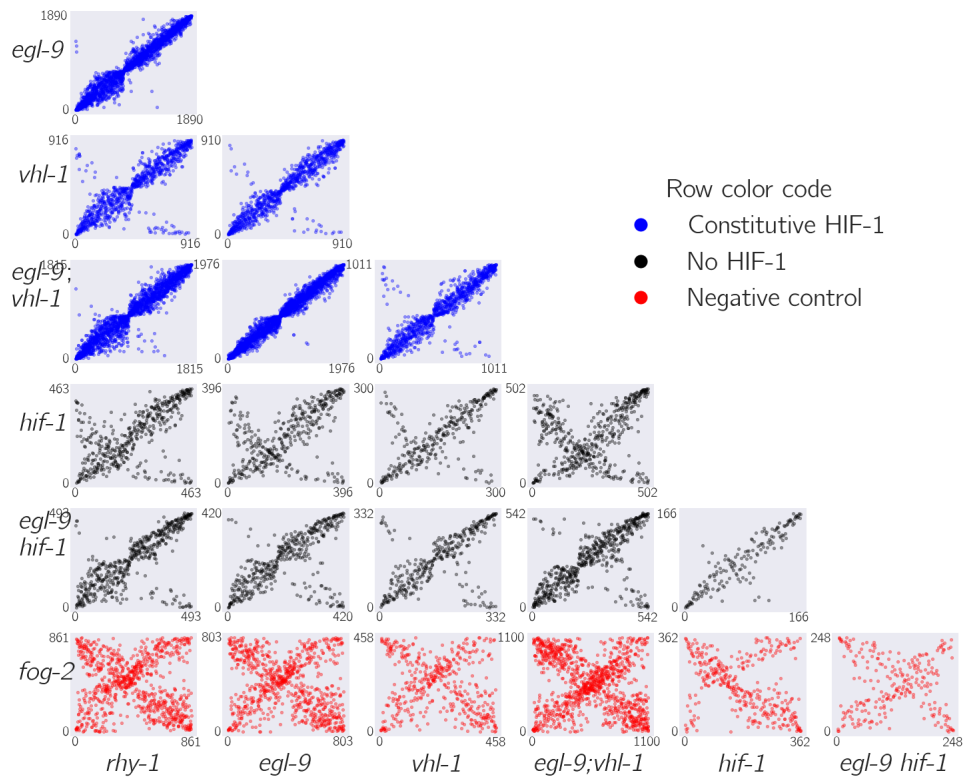 1890
egl-9
0
0 1890
916 910
vhl-1
0 0
0 916 0 910
egl-9; 1815 1976 1011
vhl-1
0 0 0
0 1815 0 1976 0 1011
Row color code
Constitutive HIF-1
No HIF-1
Negative control
463 396 300 502
hif-1
0 0 0 0
0 463 0 396 0 300 0 502
egl-9 493 420 332 542 166
hif-1
0 0 0 0 0
0 493 0 420 0 332 0 542 0 166
861 803 458 1100 362 248
fog-2
0 0 0 0 0 0
0 861 0 803 0 458 0 1100 0 362 0 248
rhy-1 egl-9 vhl-1 egl-9;vhl-1 hif-1 egl-9 hif-1